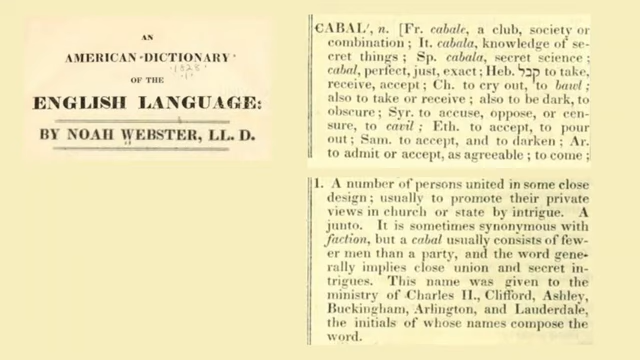 AN
AMERICAN DICTIONARY
1828
OF THE
ENGLISH LANGUAGE:
BY NOAH WEBSTER, LL. D.
CABAL', n. [Fr. cabale, a club, society or
combination; It. cabala, knowledge of se-
cret things; Sp. cabala, secret science;
cabal, perfect, just, exact; Heb. קבל to take,
receive, accept; Ch. to cry out, to bawl;
also to take or receive; also to be dark, to
obscure; Syr. to accuse, oppose, or cen-
sure, to cavil; Eth. to accept, to pour
out; Sam. to accept, and to darken; Ar.
to admit or accept, as agreeable; to come;
1. A number of persons united in some close
design; usually to promote their private
views in church or state by intrigue. A
junto. It is sometimes synonymous with
faction, but a cabal usually consists of few-
er men than a party, and the word gene-
rally implies close union and secret in-
trigues. This name was given to the
ministry of Charles II., Clifford, Ashley,
Buckingham, Arlington, and Lauderdale,
the initials of whose names compose the
word.